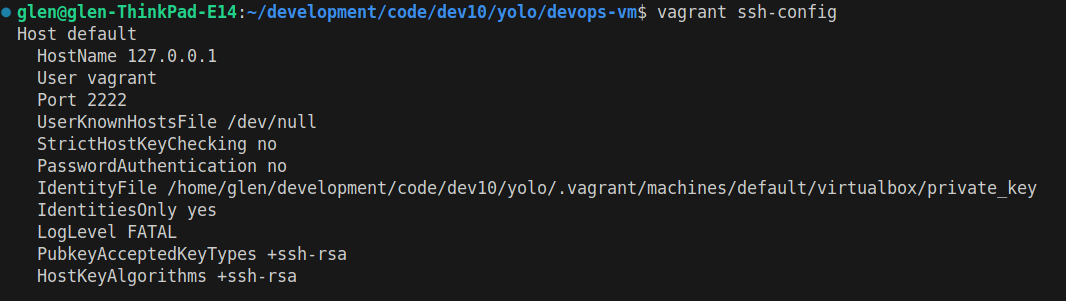 glen@glen-ThinkPad-E14:~/development/code/dev10/yolo/devops-vm$ vagrant ssh-config
Host default
  HostName 127.0.0.1
  User vagrant
  Port 2222
  UserKnownHostsFile /dev/null
  StrictHostKeyChecking no
  PasswordAuthentication no
  IdentityFile /home/glen/development/code/dev10/yolo/.vagrant/machines/default/virtualbox/private_key
  IdentitiesOnly yes
  LogLevel FATAL
  PubkeyAcceptedKeyTypes +ssh-rsa
  HostKeyAlgorithms +ssh-rsa